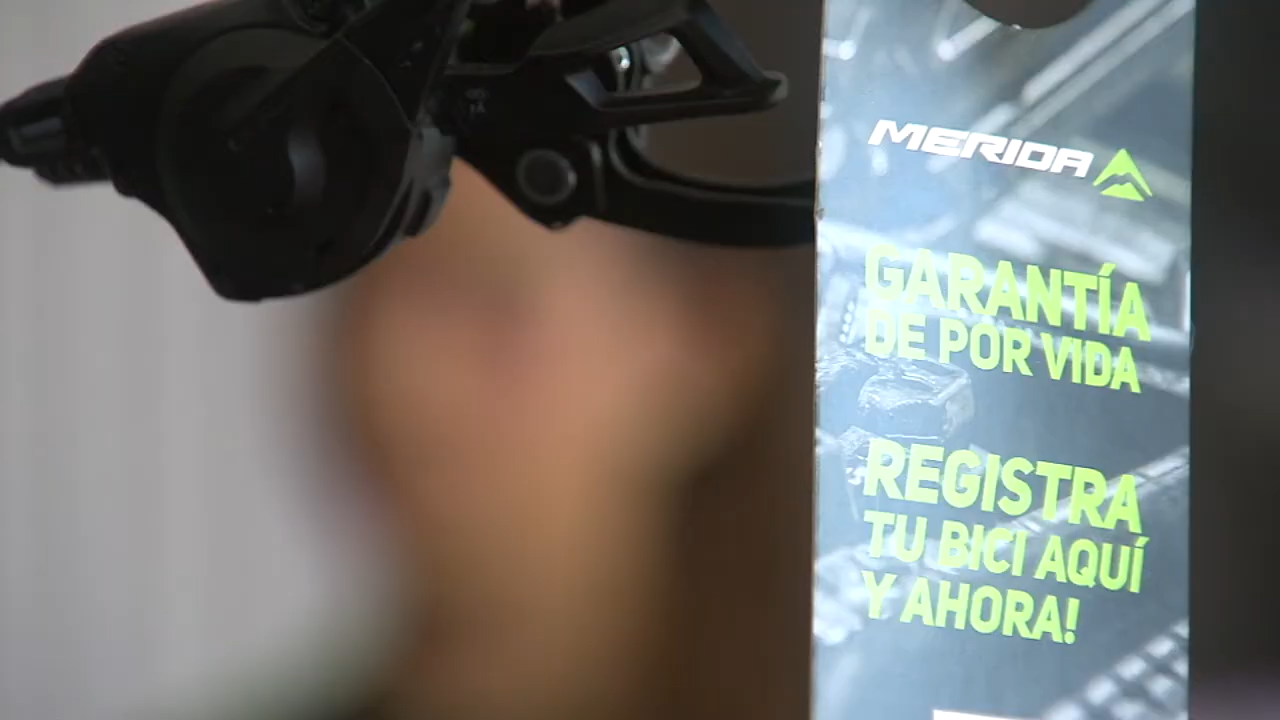 MERIDA
GARANTÍA
DE POR VIDA
REGISTRA
TU BICI AQUÍ
Y AHORA!